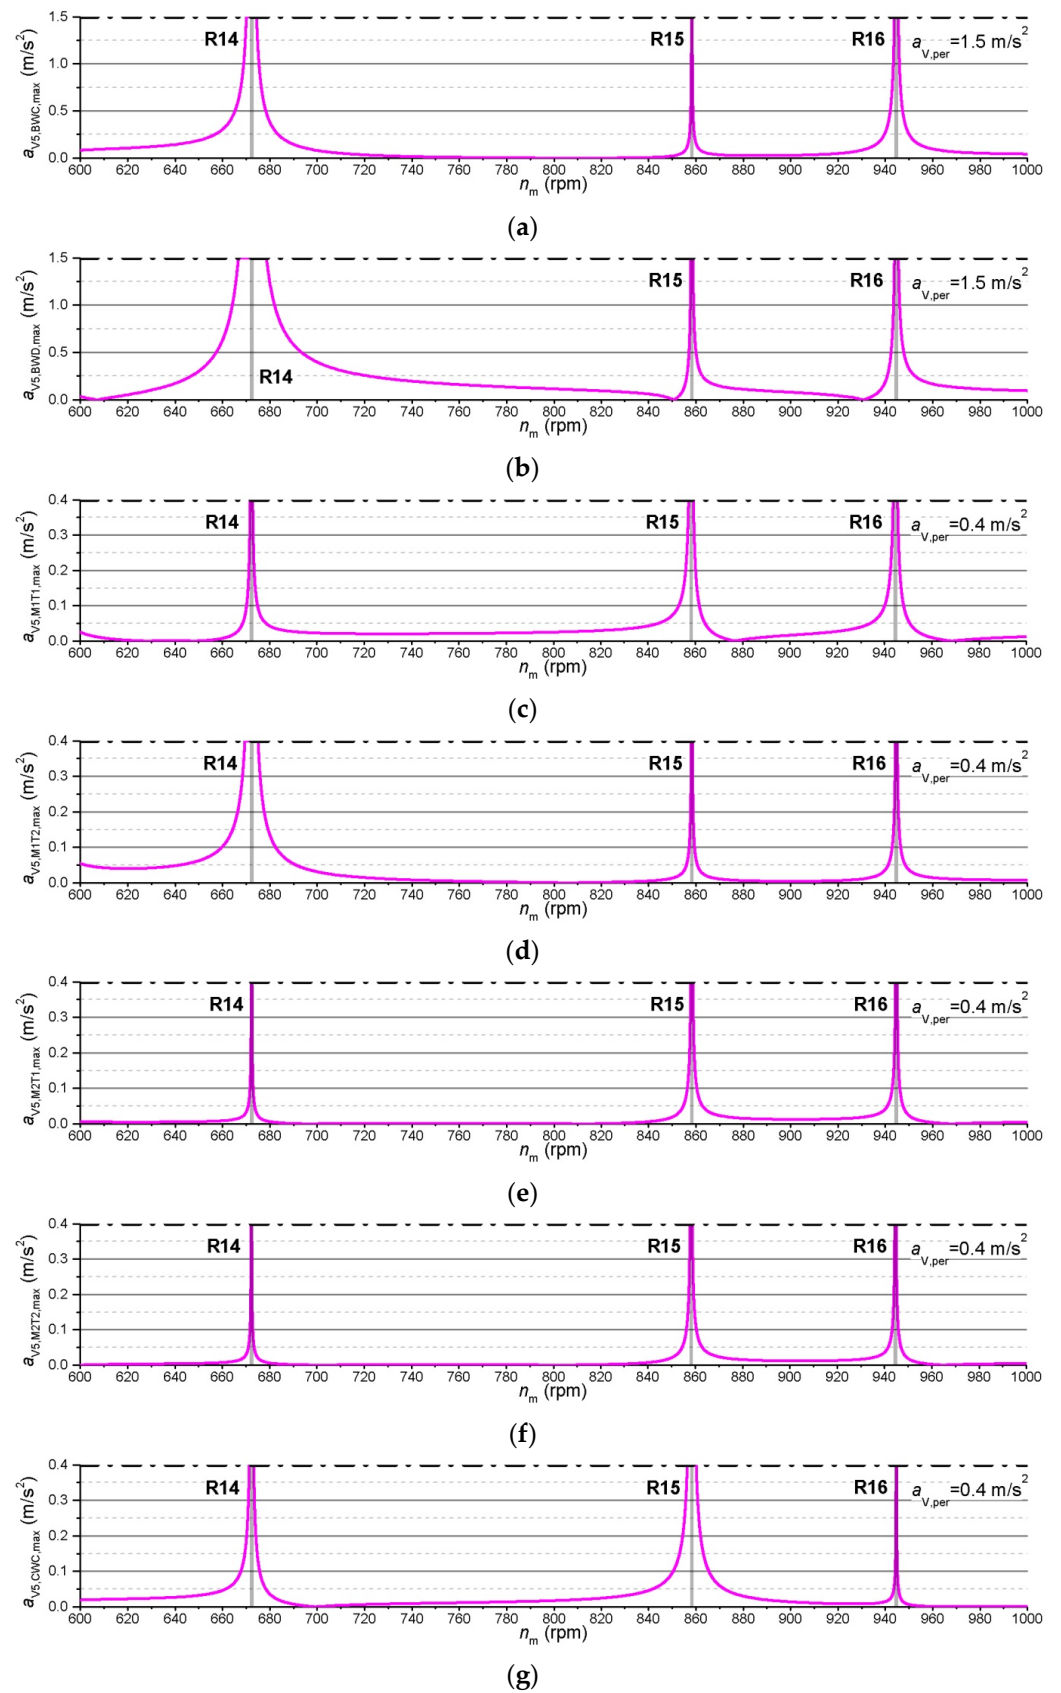 a_V5,BWC,max (m/s²)
1.5
1.0
0.5
0.0
R14
R15
R16
a_V,per=1.5 m/s²
600 620 640 660 680 700 720 740 760 780 800 820 840 860 880 900 920 940 960 980 1000
n_m (rpm)
(a)
a_V5,BWD,max (m/s²)
1.5
1.0
0.5
0.0
R15
R16
a_V,per=1.5 m/s²
R14
600 620 640 660 680 700 720 740 760 780 800 820 840 860 880 900 920 940 960 980 1000
n_m (rpm)
(b)
a_V5,M1T1,max (m/s²)
0.4
0.3
0.2
0.1
0.0
R14
R15
R16
a_V,per=0.4 m/s²
600 620 640 660 680 700 720 740 760 780 800 820 840 860 880 900 920 940 960 980 1000
n_m (rpm)
(c)
a_V5,M1T2,max (m/s²)
0.4
0.3
0.2
0.1
0.0
R14
R15
R16
a_V,per=0.4 m/s²
600 620 640 660 680 700 720 740 760 780 800 820 840 860 880 900 920 940 960 980 1000
n_m (rpm)
(d)
a_V5,M2T1,max (m/s²)
0.4
0.3
0.2
0.1
0.0
R14
R15
R16
a_V,per=0.4 m/s²
600 620 640 660 680 700 720 740 760 780 800 820 840 860 880 900 920 940 960 980 1000
n_m (rpm)
(e)
a_V5,M2T2,max (m/s²)
0.4
0.3
0.2
0.1
0.0
R14
R15
R16
a_V,per=0.4 m/s²
600 620 640 660 680 700 720 740 760 780 800 820 840 860 880 900 920 940 960 980 1000
n_m (rpm)
(f)
a_V5,CWC,max (m/s²)
0.4
0.3
0.2
0.1
0.0
R14
R15
R16
a_V,per=0.4 m/s²
600 620 640 660 680 700 720 740 760 780 800 820 840 860 880 900 920 940 960 980 1000
n_m (rpm)
(g)